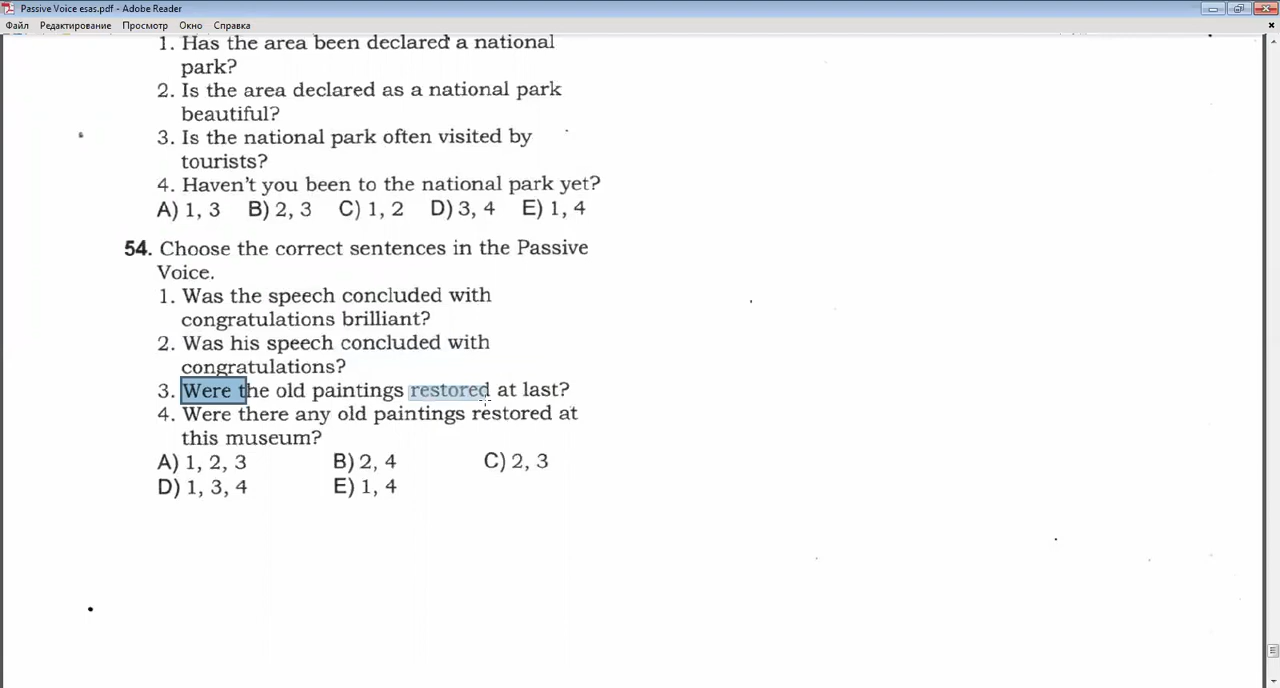 Passive Voice esas.pdf - Adobe Reader
Файл Редактирование Просмотр Окно Справка
1. Has the area been declared a national
park?
2. Is the area declared as a national park
beautiful?
3. Is the national park often visited by
tourists?
4. Haven't you been to the national park yet?
A) 1, 3 B) 2, 3 C) 1, 2 D) 3, 4 E) 1, 4
54. Choose the correct sentences in the Passive
Voice.
1. Was the speech concluded with
congratulations brilliant?
2. Was his speech concluded with
congratulations?
3. Were the old paintings restored at last?
4. Were there any old paintings restored at
this museum?
A) 1, 2, 3 B) 2, 4 C) 2, 3
D) 1, 3, 4 E) 1, 4